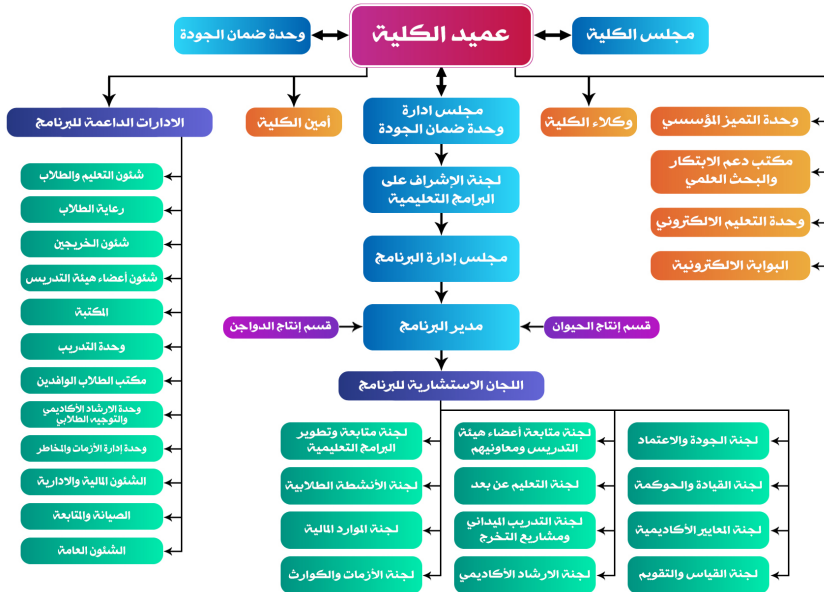 عميد الكلية
مجلس الكلية
وحدة ضمان الجودة
وحدة التميز المؤسسي
مكتب دعم الابتكار
والبحث العلمي
وحدة التعليم الالكتروني
البوابة الالكترونية
وكلاء الكلية
مجلس ادارة
وحدة ضمان الجودة
لجنة الإشراف على
البرامج التعليمية
مجلس إدارة البرنامج
قسم إنتاج الحيوان
مدير البرنامج
قسم إنتاج الدواجن
اللجان الاستشارية للبرنامج
لجنة الجودة والاعتماد
لجنة القيادة والحوكمة
لجنة المعايير الأكاديمية
لجنة القياس والتقويم
لجنة متابعة أعضاء هيئة
التدريس ومعاونيهم
لجنة التعليم عن بعد
لجنة التدريب الميداني
ومشاريع التخرج
لجنة الارشاد الأكاديمي
لجنة متابعة وتطوير
البرامج التعليمية
لجنة الأنشطة الطلابية
لجنة الموارد المالية
لجنة الأزمات والكوارث
أمين الكلية
الادارات الداعمة للبرنامج
شئون التعليم والطلاب
رعاية الطلاب
شئون الخريجين
شئون أعضاء هيئة التدريس
المكتبة
وحدة التدريب
مكتب الطلاب الوافدين
وحدة الارشاد الأكاديمي
والتوجيه الطلابي
وحدة إدارة الأزمات والمخاطر
الشئون المالية والادارية
الصيانة والمتابعة
الشئون العامة